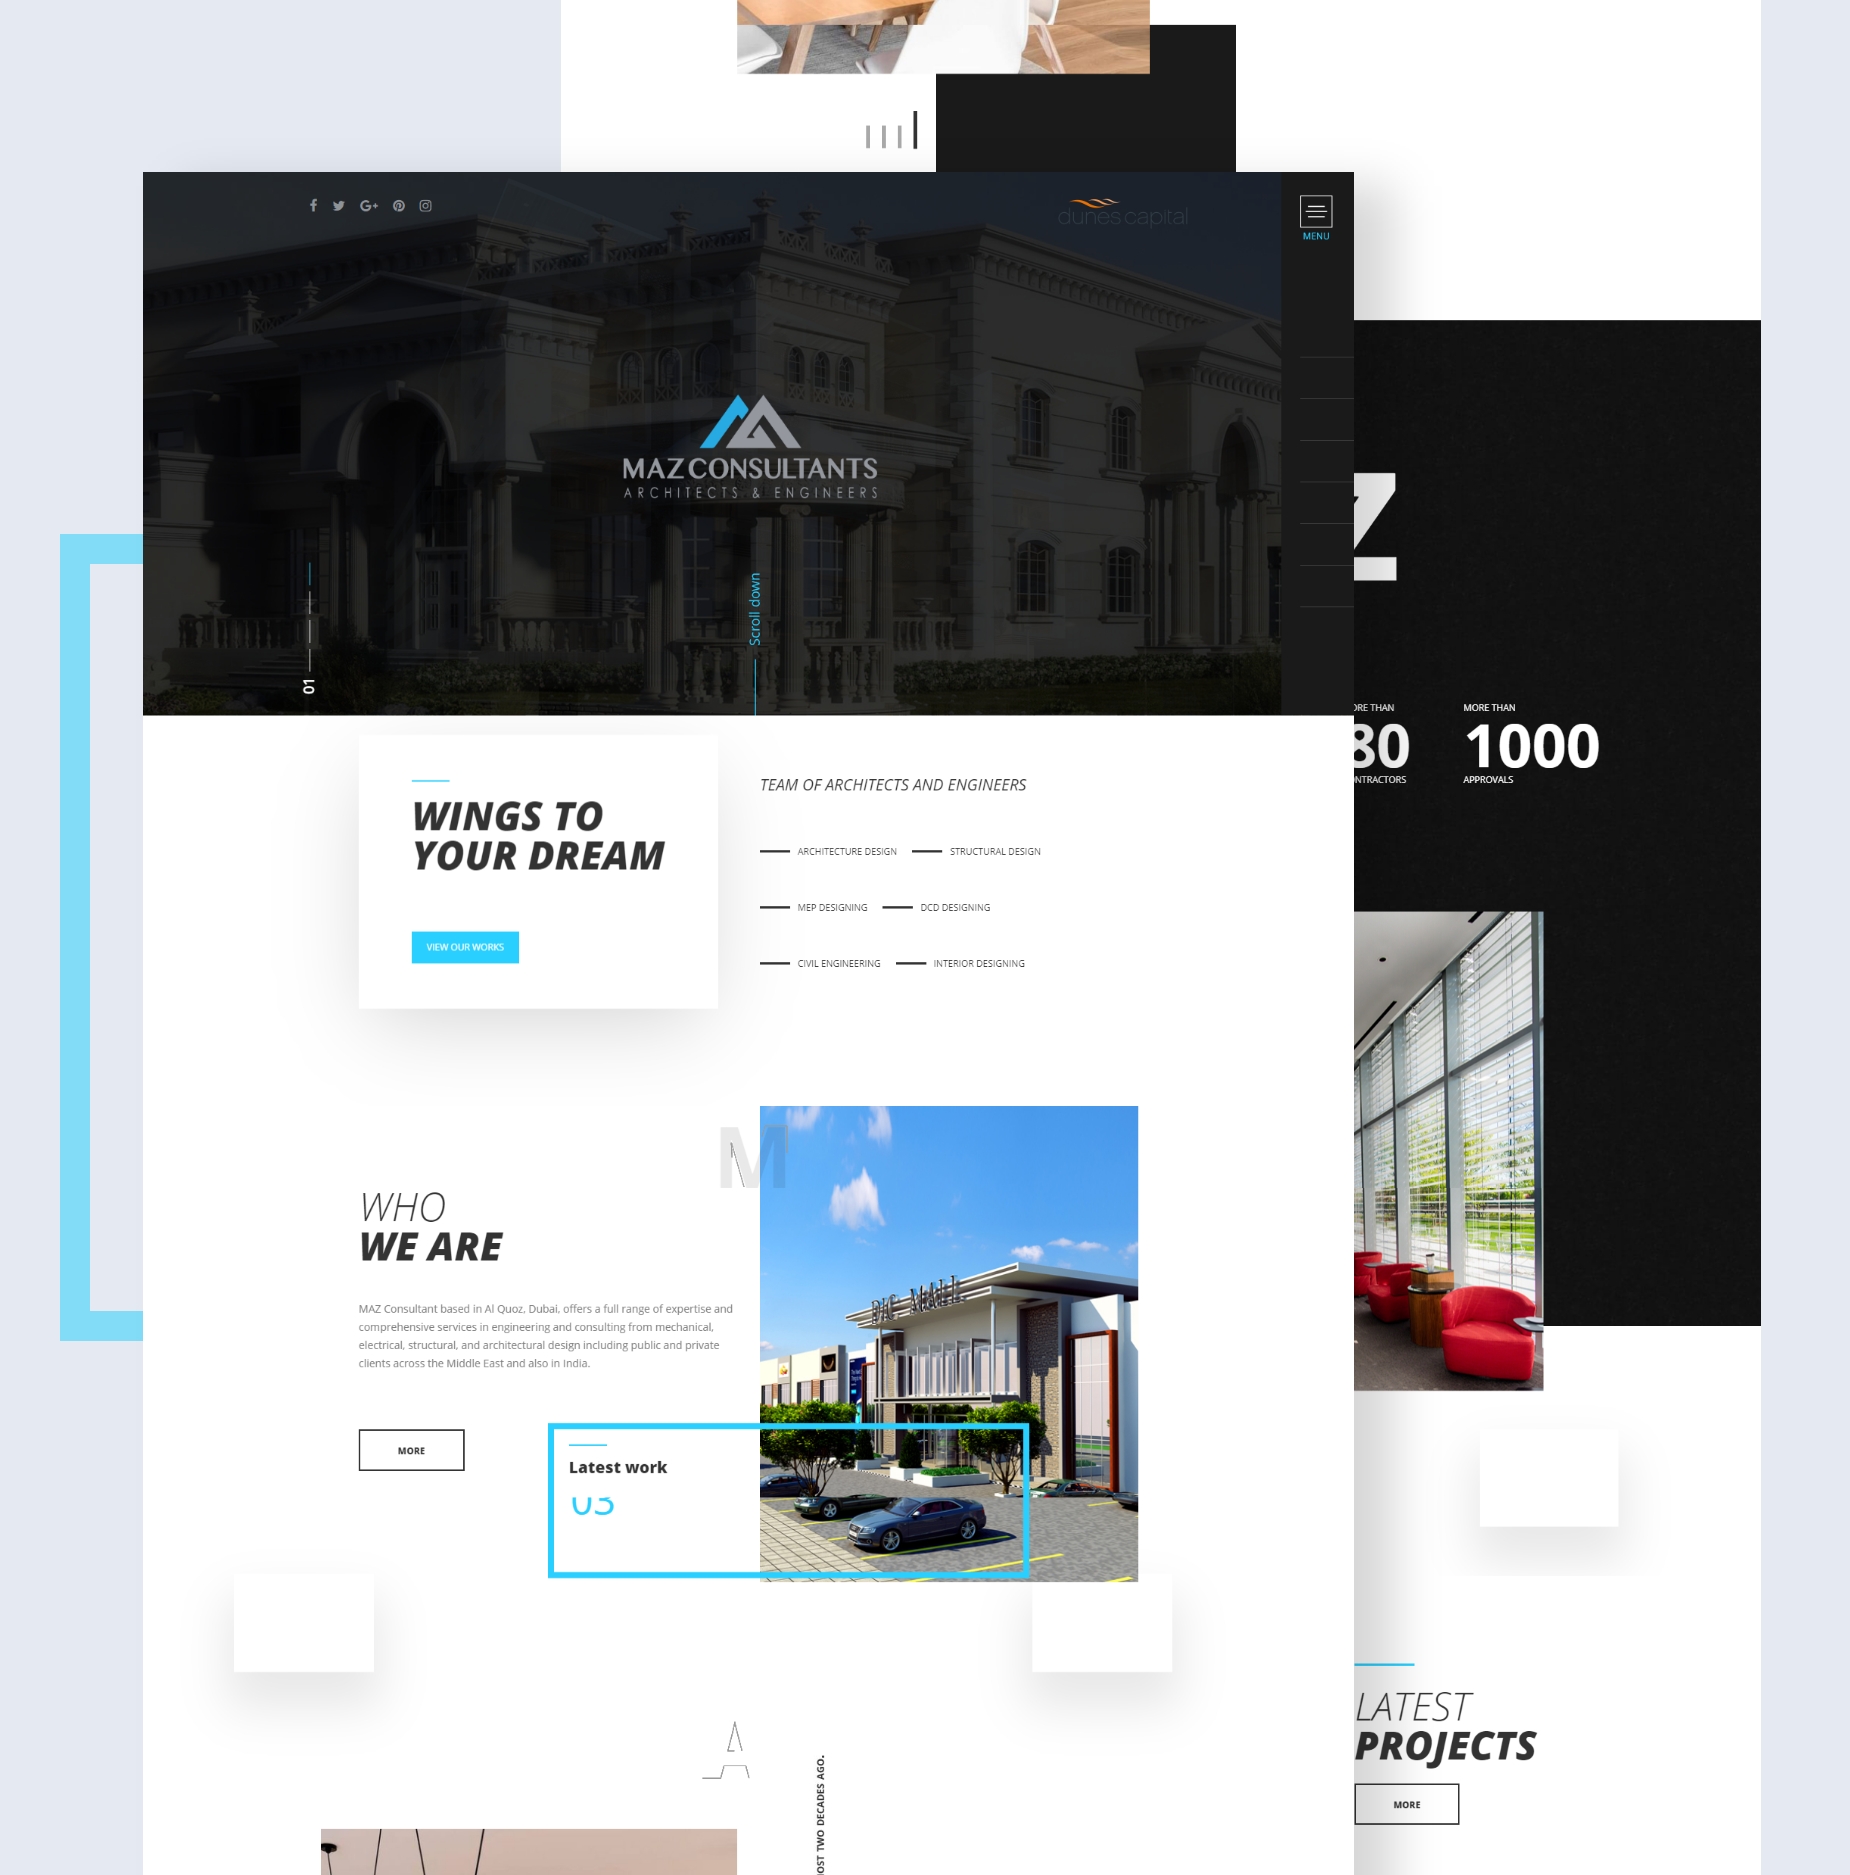 dunes capital
MENU
MAZ CONSULTANTS
ARCHITECTS & ENGINEERS
Scroll down
01
Z
MORE THAN
80
1000
APPROVALS
WINGS TO
YOUR DREAM
VIEW OUR WORKS
TEAM OF ARCHITECTS AND ENGINEERS
ARCHITECTURE DESIGN
STRUCTURAL DESIGN
MEP DESIGNING
DCD DESIGNING
CIVIL ENGINEERING
INTERIOR DESIGNING
M
WHO
WE ARE
MAZ Consultant based in Al Quoz, Dubai, offers a full range of expertise and
comprehensive services in engineering and consulting from mechanical,
electrical, structural, and architectural design including public and private
clients across the Middle East and also in India.
MORE
DIC MALL
Latest work
03
A
TWO DECADES AGO.
LATEST
PROJECTS
MORE